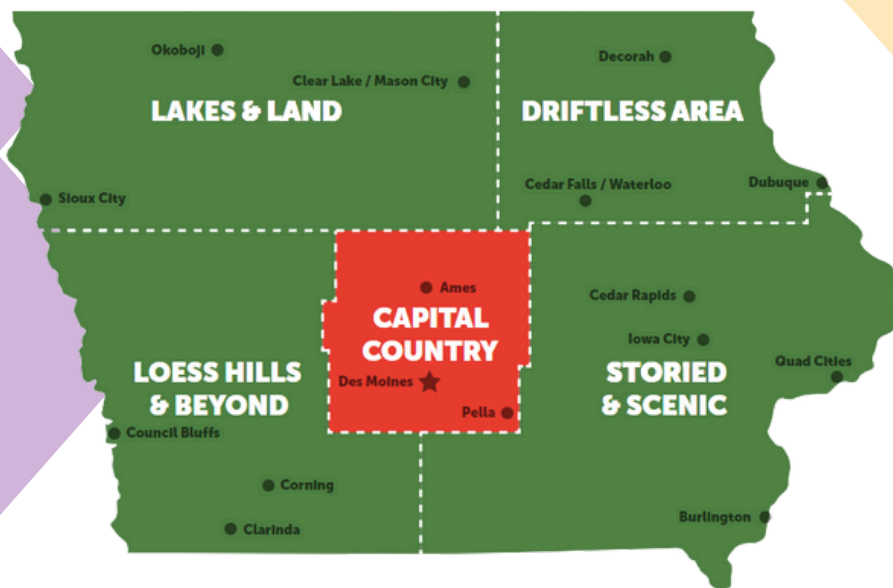 Okoboji
Decorah
Clear Lake / Mason City
LAKES & LAND
DRIFTLESS AREA
Cedar Falls / Waterloo
Dubuque
Sioux City
Ames
Cedar Rapids
CAPITAL
COUNTRY
Iowa City
Quad Cities
LOESS HILLS
& BEYOND
Des Moines
STORIED
& SCENIC
Pella
Council Bluffs
Corning
Burlington
Clarinda